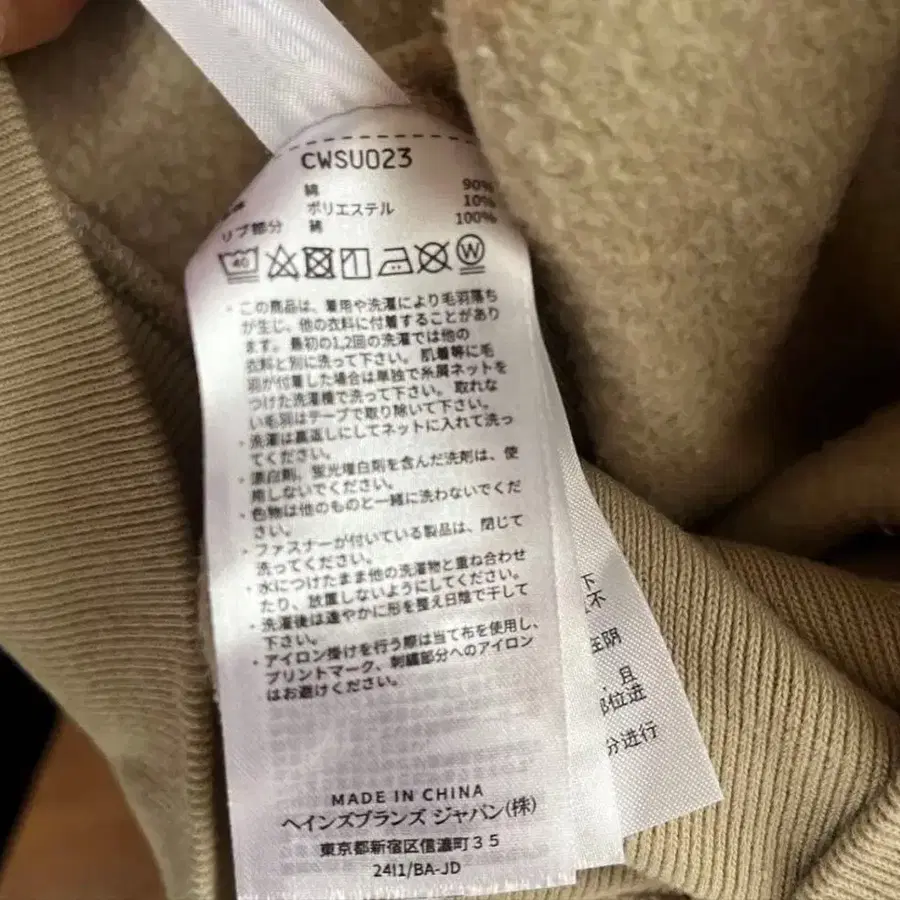 CWSU023
綿 90%
ポリエステル 10%
リブ部分 綿 100%
40
W
・この商品は、着用や洗濯により毛羽落ち
が生じ、他の衣料に付着することがあり
ます。最初の1,2回の洗濯では他の
衣料と別に洗って下さい。肌着等に毛
羽が付着した場合は単独で糸屑ネットを
つけた洗濯機で洗って下さい。取れな
い毛羽はテープで取り除いて下さい。
・洗濯は裏返しにしてネットに入れて洗っ
てください。
・漂白剤、蛍光増白剤を含んだ洗剤は、使
用しないでください。
・色物は他のものと一緒に洗わないでくだ
さい。
・ファスナーが付いている製品は、閉じて
洗ってください。
・水につけたまま他の洗濯物と重ね合わせ
たり、放置しないようにしてください。
・洗濯後は速やかに形を整え日陰で干して
下さい。
・アイロン掛けを行う際は当て布を使用し、
プリントマーク、刺繍部分へのアイロン
はお避けください。
MADE IN CHINA
ヘインズブランズ ジャパン(株)
東京都新宿区信濃町35
24I1/BA-JD
下
不
在阴
且
部位进
分进行